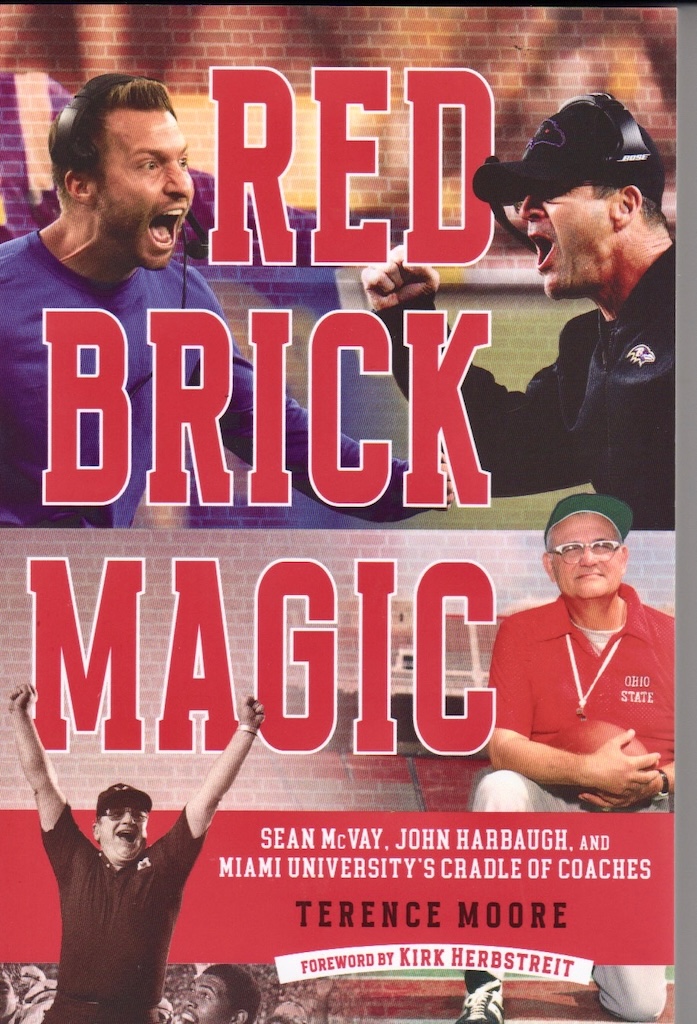 RED
BRICK
MAGIC
BOSE
OHIO
STATE
SEAN McVAY, JOHN HARBAUGH, AND
MIAMI UNIVERSITY'S CRADLE OF COACHES
TERENCE MOORE
FOREWORD BY KIRK HERBSTREIT